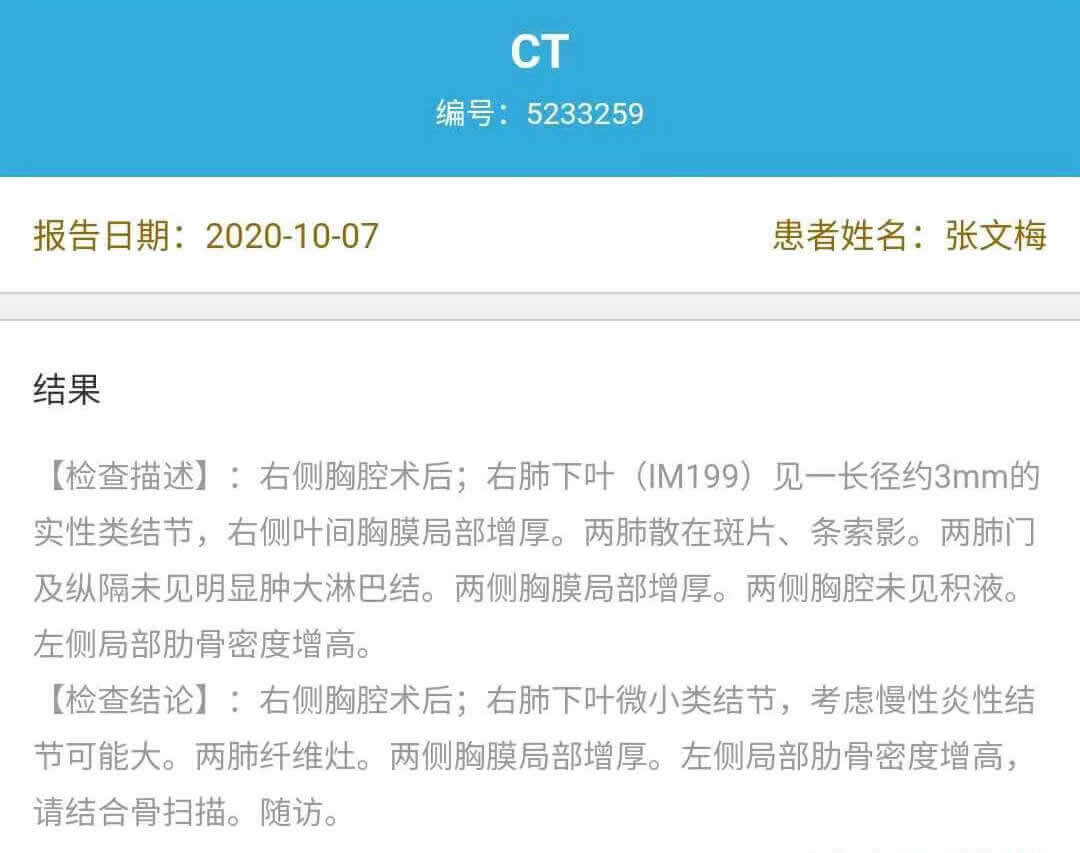 CT
编号：5233259
报告日期：2020-10-07
患者姓名：张文梅
结果
【检查描述】：右侧胸腔术后；右肺下叶（IM199）见一长径约3mm的
实性类结节，右侧叶间胸膜局部增厚。两肺散在斑片、条索影。两肺门
及纵隔未见明显肿大淋巴结。两侧胸膜局部增厚。两侧胸腔未见积液。
左侧局部肋骨密度增高。
【检查结论】：右侧胸腔术后；右肺下叶微小类结节，考虑慢性炎性结
节可能大。两肺纤维灶。两侧胸膜局部增厚。左侧局部肋骨密度增高，
请结合骨扫描。随访。